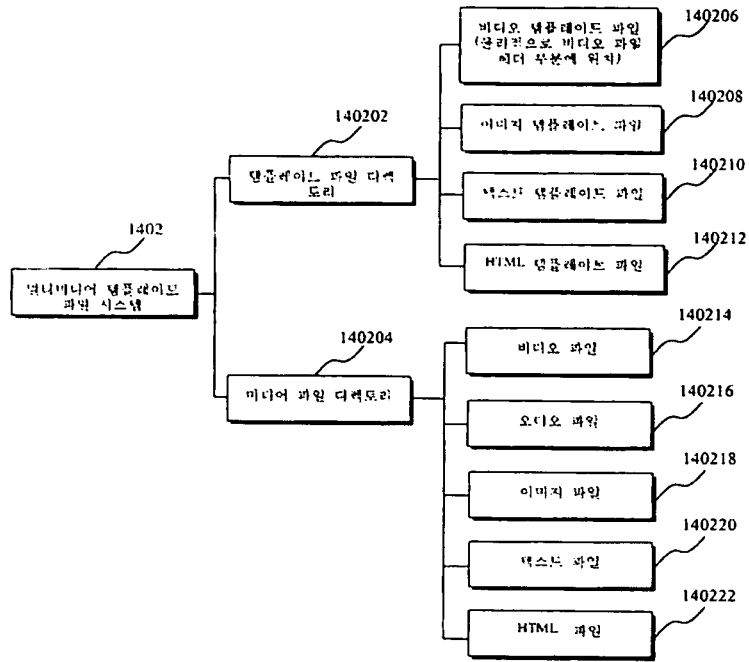 140206
비디오 템플레이트 파일
(물리적으로 비디오 파일
헤더 부분에 위치)
140208
이미지 템플레이트 파일
140202
템플레이트 파일 디렉
토리
140210
텍스트 템플레이트 파일
140212
HTML 템플레이트 파일
1402
멀티미디어 템플레이트
파일 시스템
140204
미디어 파일 디렉토리
140214
비디오 파일
140216
오디오 파일
140218
이미지 파일
140220
텍스트 파일
140222
HTML 파일